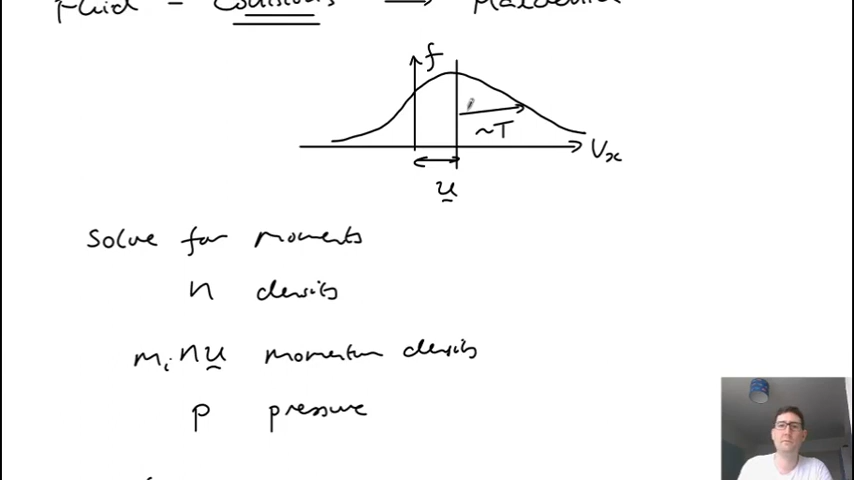 Fluid - Collisions ⟹ Maxwellian
f
~T
Vx
u
Solve for moments
n density
mᵢnu momentum density
p pressure